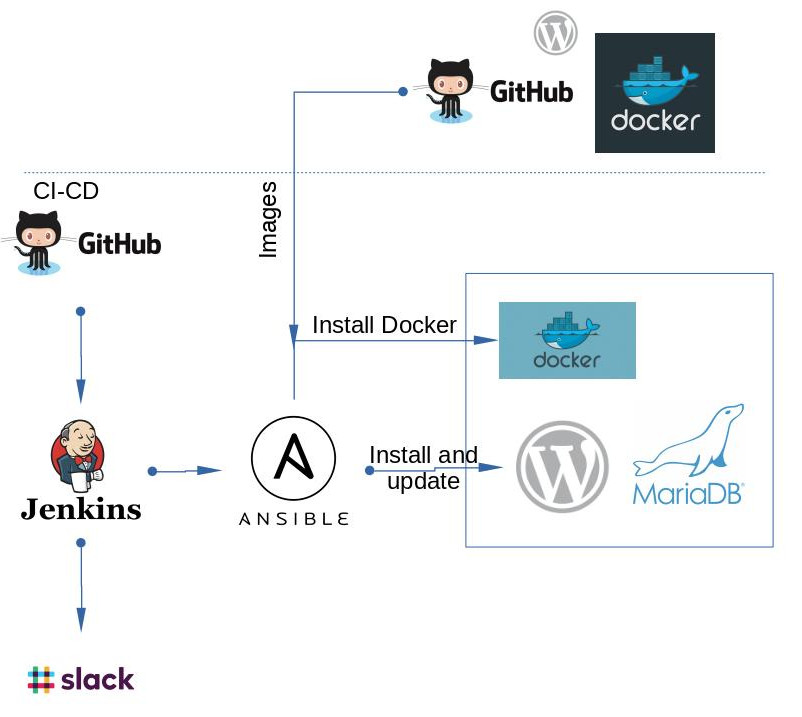 GitHub
docker
CI-CD
GitHub
Images
Install Docker
docker
Jenkins
ANSIBLE
Install and
update
MariaDB
slack